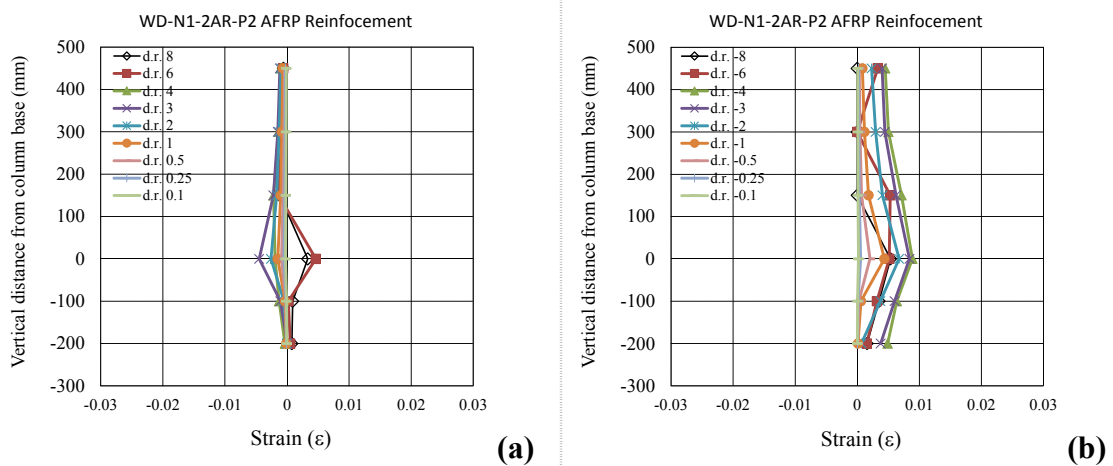 WD-N1-2AR-P2 AFRP Reinfocement
500
400
300
200
100
0
-100
-200
-300
-0.03
-0.02
-0.01
0
0.01
0.02
0.03
Vertical distance from column base (mm)
Strain (ε)
d.r. 8
d.r. 6
d.r. 4
d.r. 3
d.r. 2
d.r. 1
d.r. 0.5
d.r. 0.25
d.r. 0.1
(a)
WD-N1-2AR-P2 AFRP Reinfocement
500
400
300
200
100
0
-100
-200
-300
-0.03
-0.02
-0.01
0
0.01
0.02
0.03
Vertical distance from column base (mm)
Strain (ε)
d.r. -8
d.r. -6
d.r. -4
d.r. -3
d.r. -2
d.r. -1
d.r. -0.5
d.r. -0.25
d.r. -0.1
(b)